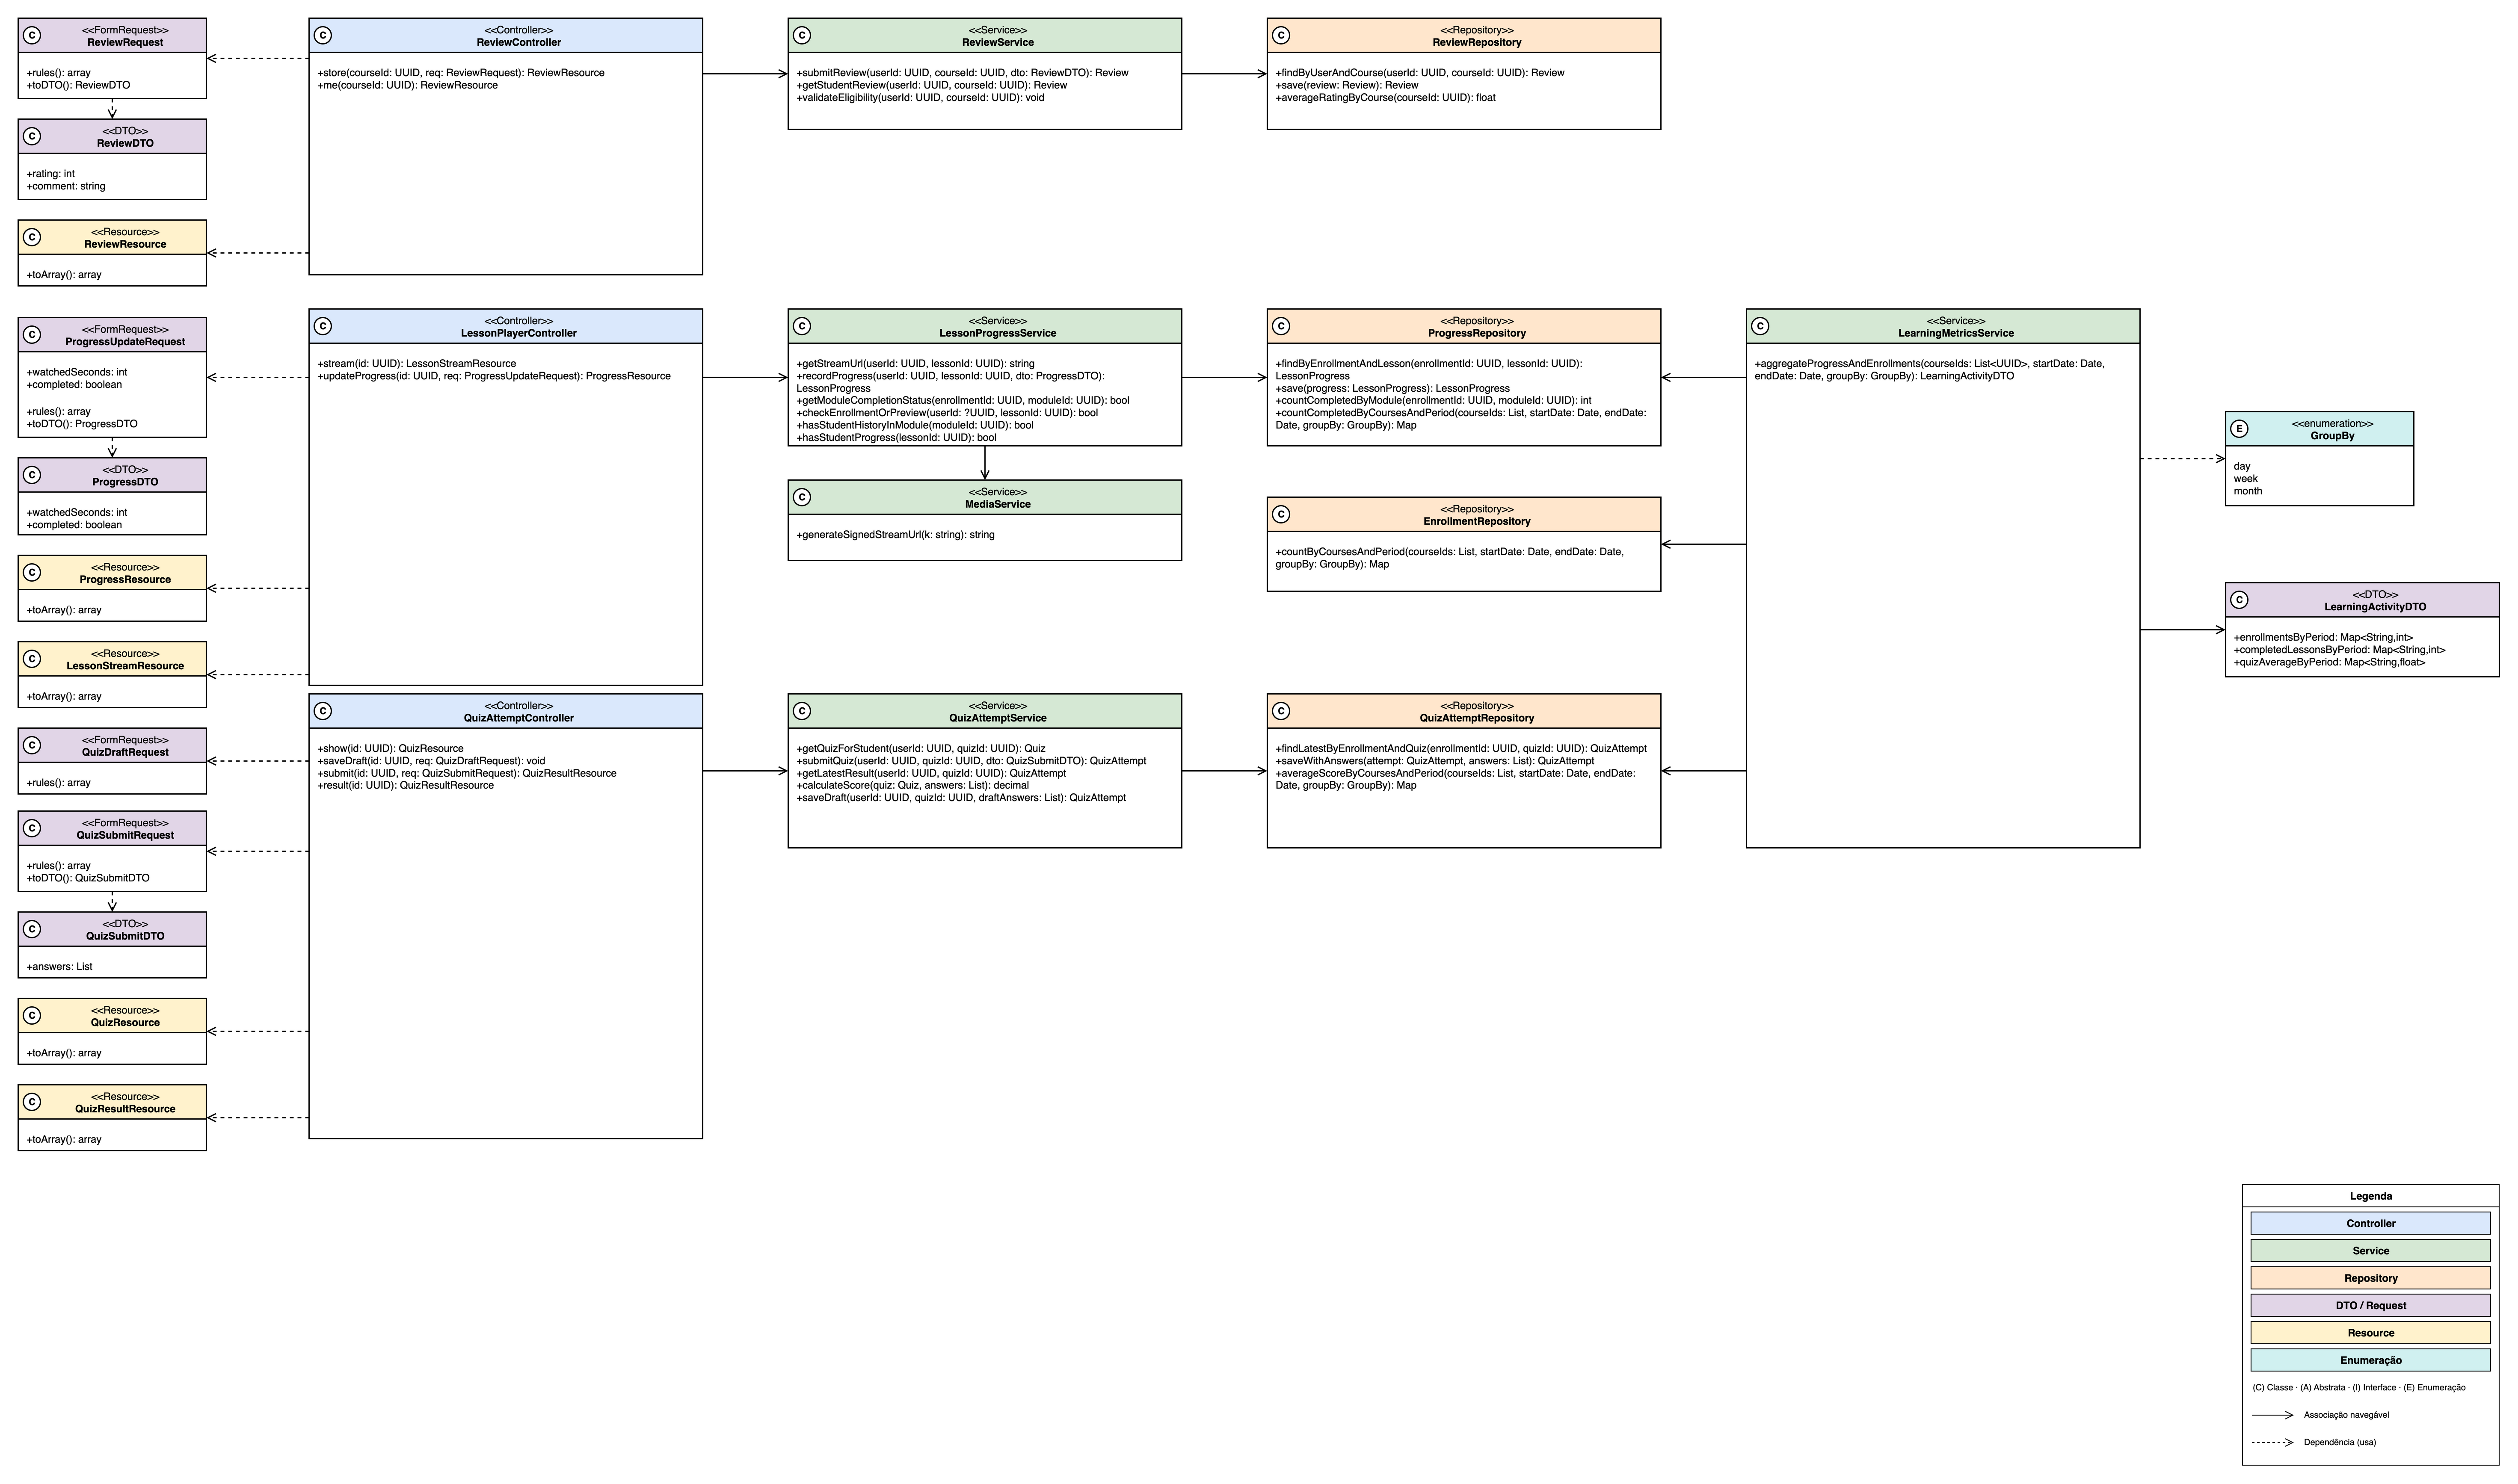 C
<<FormRequest>>
ReviewRequest
+rules(): array
+toDTO(): ReviewDTO
C
<<DTO>>
ReviewDTO
+rating: int
+comment: string
C
<<Resource>>
ReviewResource
+toArray(): array
C
<<Controller>>
ReviewController
+store(courseId: UUID, req: ReviewRequest): ReviewResource
+me(courseId: UUID): ReviewResource
C
<<Service>>
ReviewService
+submitReview(userId: UUID, courseId: UUID, dto: ReviewDTO): Review
+getStudentReview(userId: UUID, courseId: UUID): Review
+validateEligibility(userId: UUID, courseId: UUID): void
C
<<Repository>>
ReviewRepository
+findByUserAndCourse(userId: UUID, courseId: UUID): Review
+save(review: Review): Review
+averageRatingByCourse(courseId: UUID): float
C
<<FormRequest>>
ProgressUpdateRequest
+watchedSeconds: int
+completed: boolean
+rules(): array
+toDTO(): ProgressDTO
C
<<DTO>>
ProgressDTO
+watchedSeconds: int
+completed: boolean
C
<<Resource>>
ProgressResource
+toArray(): array
C
<<Resource>>
LessonStreamResource
+toArray(): array
C
<<Controller>>
LessonPlayerController
+stream(id: UUID): LessonStreamResource
+updateProgress(id: UUID, req: ProgressUpdateRequest): ProgressResource
C
<<Service>>
LessonProgressService
+getStreamUrl(userId: UUID, lessonId: UUID): string
+recordProgress(userId: UUID, lessonId: UUID, dto: ProgressDTO):
LessonProgress
+getModuleCompletionStatus(enrollmentId: UUID, moduleId: UUID): bool
+checkEnrollmentOrPreview(userId: ?UUID, lessonId: UUID): bool
+hasStudentHistoryInModule(moduleId: UUID): bool
+hasStudentProgress(lessonId: UUID): bool
C
<<Service>>
MediaService
+generateSignedStreamUrl(k: string): string
C
<<Repository>>
ProgressRepository
+findByEnrollmentAndLesson(enrollmentId: UUID, lessonId: UUID):
LessonProgress
+save(progress: LessonProgress): LessonProgress
+countCompletedByModule(enrollmentId: UUID, moduleId: UUID): int
+countCompletedByCoursesAndPeriod(courseIds: List, startDate: Date, endDate:
Date, groupBy: GroupBy): Map
C
<<Repository>>
EnrollmentRepository
+countByCoursesAndPeriod(courseIds: List, startDate: Date, endDate: Date,
groupBy: GroupBy): Map
C
<<Service>>
LearningMetricsService
+aggregateProgressAndEnrollments(courseIds: List<UUID>, startDate: Date,
endDate: Date, groupBy: GroupBy): LearningActivityDTO
E
<<enumeration>>
GroupBy
day
week
month
C
<<DTO>>
LearningActivityDTO
+enrollmentsByPeriod: Map<String,int>
+completedLessonsByPeriod: Map<String,int>
+quizAverageByPeriod: Map<String,float>
C
<<FormRequest>>
QuizDraftRequest
+rules(): array
C
<<FormRequest>>
QuizSubmitRequest
+rules(): array
+toDTO(): QuizSubmitDTO
C
<<DTO>>
QuizSubmitDTO
+answers: List
C
<<Resource>>
QuizResource
+toArray(): array
C
<<Resource>>
QuizResultResource
+toArray(): array
C
<<Controller>>
QuizAttemptController
+show(id: UUID): QuizResource
+saveDraft(id: UUID, req: QuizDraftRequest): void
+submit(id: UUID, req: QuizSubmitRequest): QuizResultResource
+result(id: UUID): QuizResultResource
C
<<Service>>
QuizAttemptService
+getQuizForStudent(userId: UUID, quizId: UUID): Quiz
+submitQuiz(userId: UUID, quizId: UUID, dto: QuizSubmitDTO): QuizAttempt
+getLatestResult(userId: UUID, quizId: UUID): QuizAttempt
+calculateScore(quiz: Quiz, answers: List): decimal
+saveDraft(userId: UUID, quizId: UUID, draftAnswers: List): QuizAttempt
C
<<Repository>>
QuizAttemptRepository
+findLatestByEnrollmentAndQuiz(enrollmentId: UUID, quizId: UUID): QuizAttempt
+saveWithAnswers(attempt: QuizAttempt, answers: List): QuizAttempt
+averageScoreByCoursesAndPeriod(courseIds: List, startDate: Date, endDate:
Date, groupBy: GroupBy): Map
Legenda
Controller
Service
Repository
DTO / Request
Resource
Enumeração
(C) Classe · (A) Abstrata · (I) Interface · (E) Enumeração
Associação navegável
Dependência (usa)